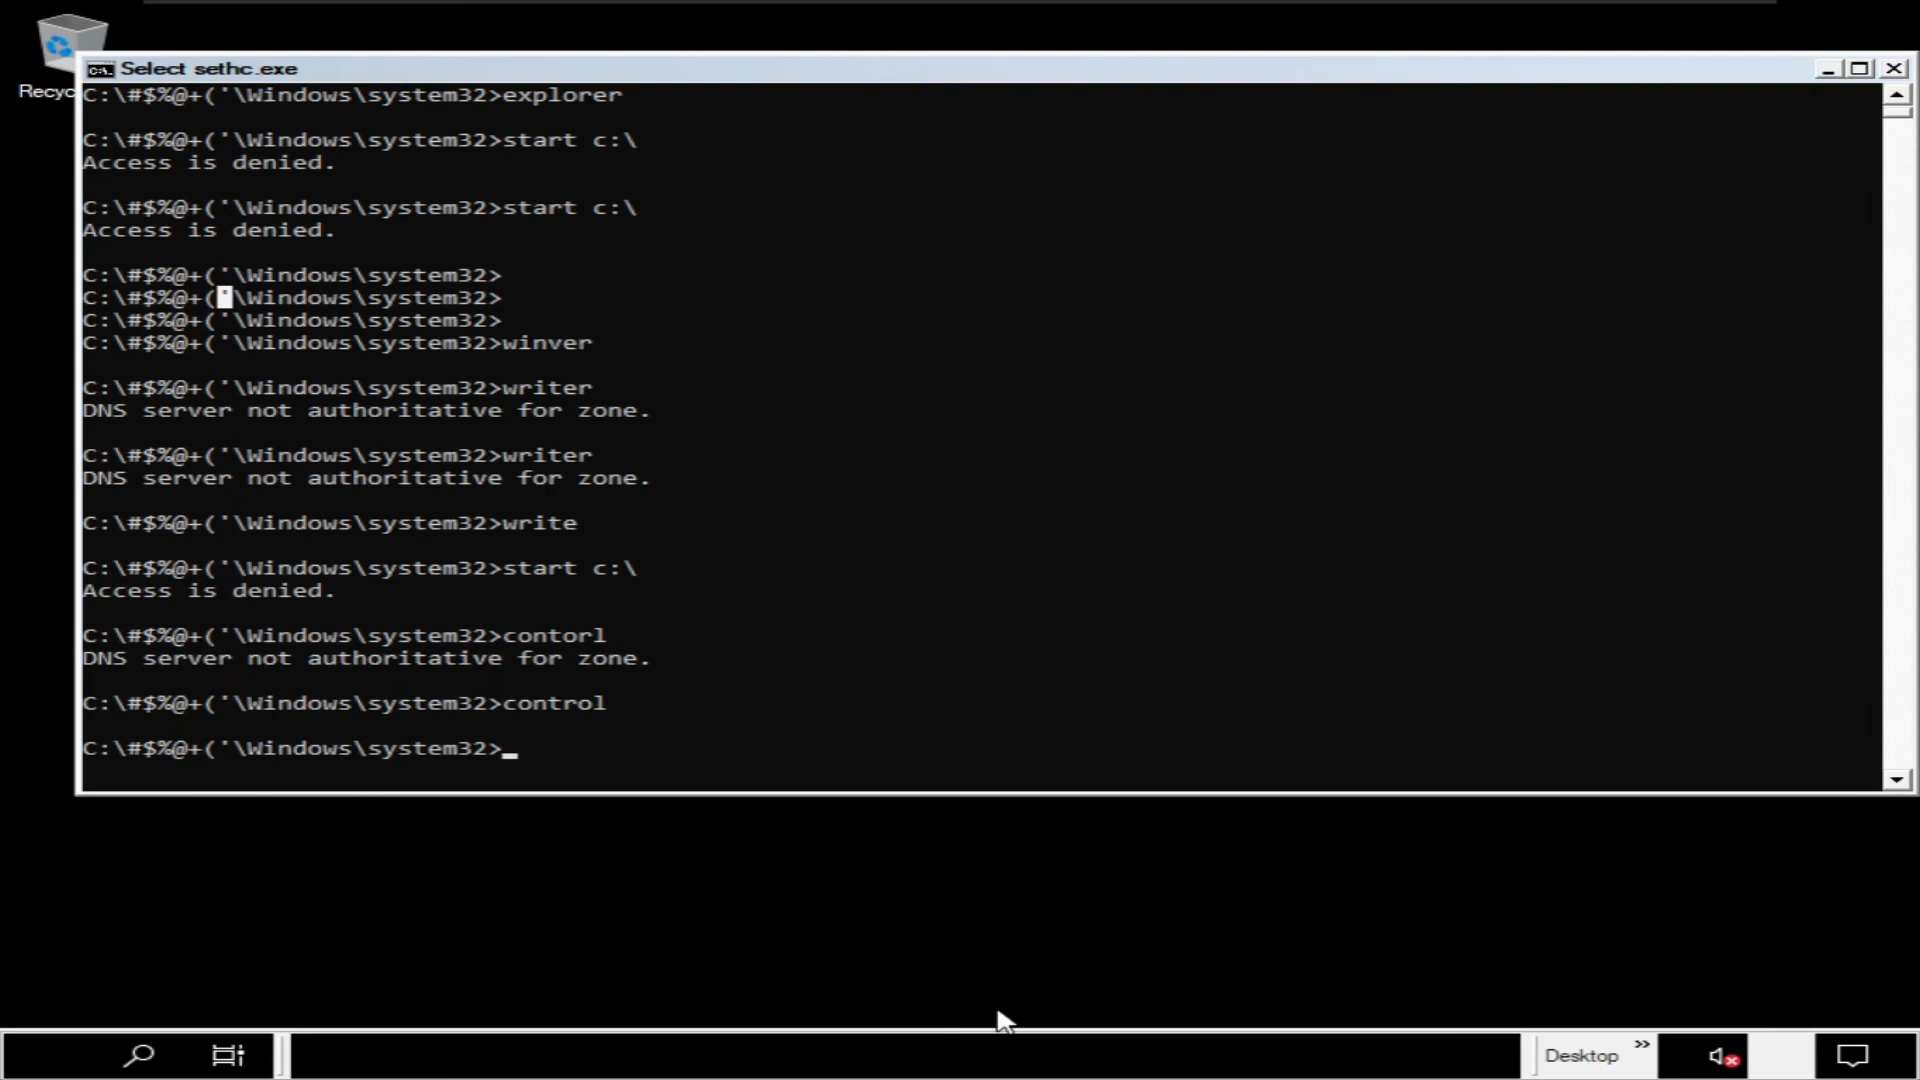 Recyc
Select sethc.exe
C:\#$%@+('\Windows\system32>explorer
C:\#$%@+('\Windows\system32>start c:\
Access is denied.
C:\#$%@+('\Windows\system32>start c:\
Access is denied.
C:\#$%@+('\Windows\system32>
C:\#$%@+('\Windows\system32>
C:\#$%@+('\Windows\system32>
C:\#$%@+('\Windows\system32>winver
C:\#$%@+('\Windows\system32>writer
DNS server not authoritative for zone.
C:\#$%@+('\Windows\system32>writer
DNS server not authoritative for zone.
C:\#$%@+('\Windows\system32>write
C:\#$%@+('\Windows\system32>start c:\
Access is denied.
C:\#$%@+('\Windows\system32>contorl
DNS server not authoritative for zone.
C:\#$%@+('\Windows\system32>control
C:\#$%@+('\Windows\system32>_
Desktop »